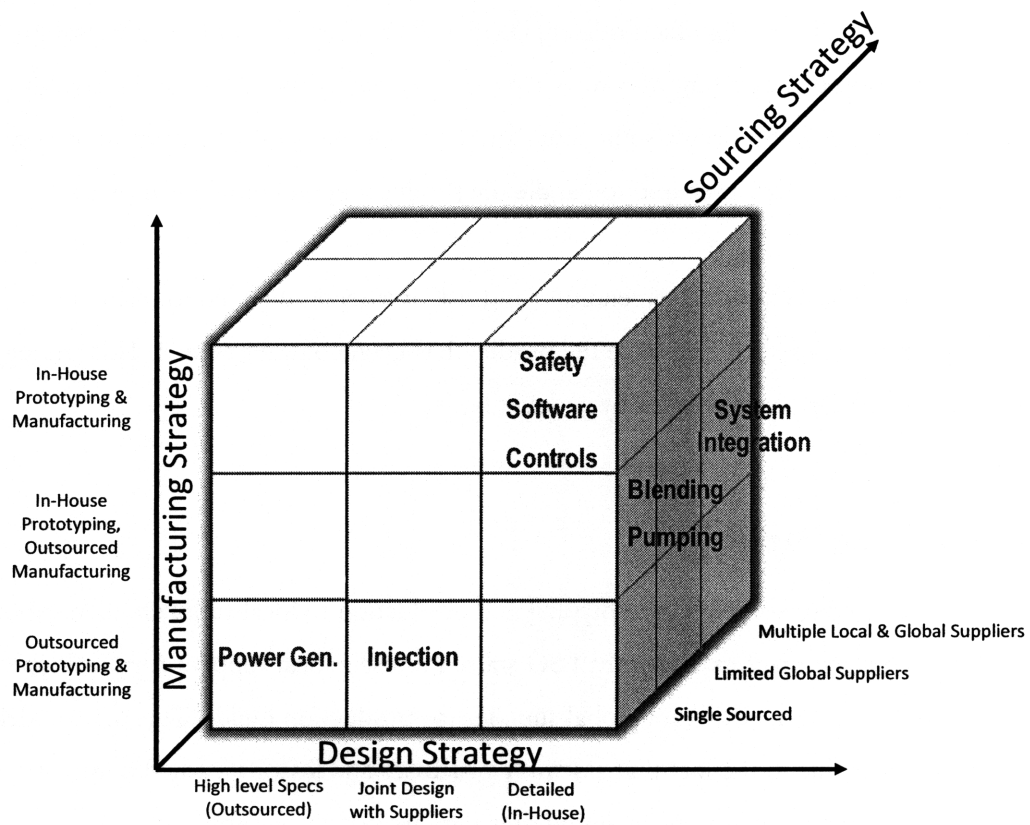 Sourcing Strategy
Manufacturing Strategy
In-House
Prototyping &
Manufacturing
In-House
Prototyping,
Outsourced
Manufacturing
Outsourced
Prototyping &
Manufacturing
Safety
Software
Controls
System
Integration
Blending
Pumping
Power Gen.
Injection
Multiple Local & Global Suppliers
Limited Global Suppliers
Single Sourced
Design Strategy
High level Specs
(Outsourced)
Joint Design
with Suppliers
Detailed
(In-House)